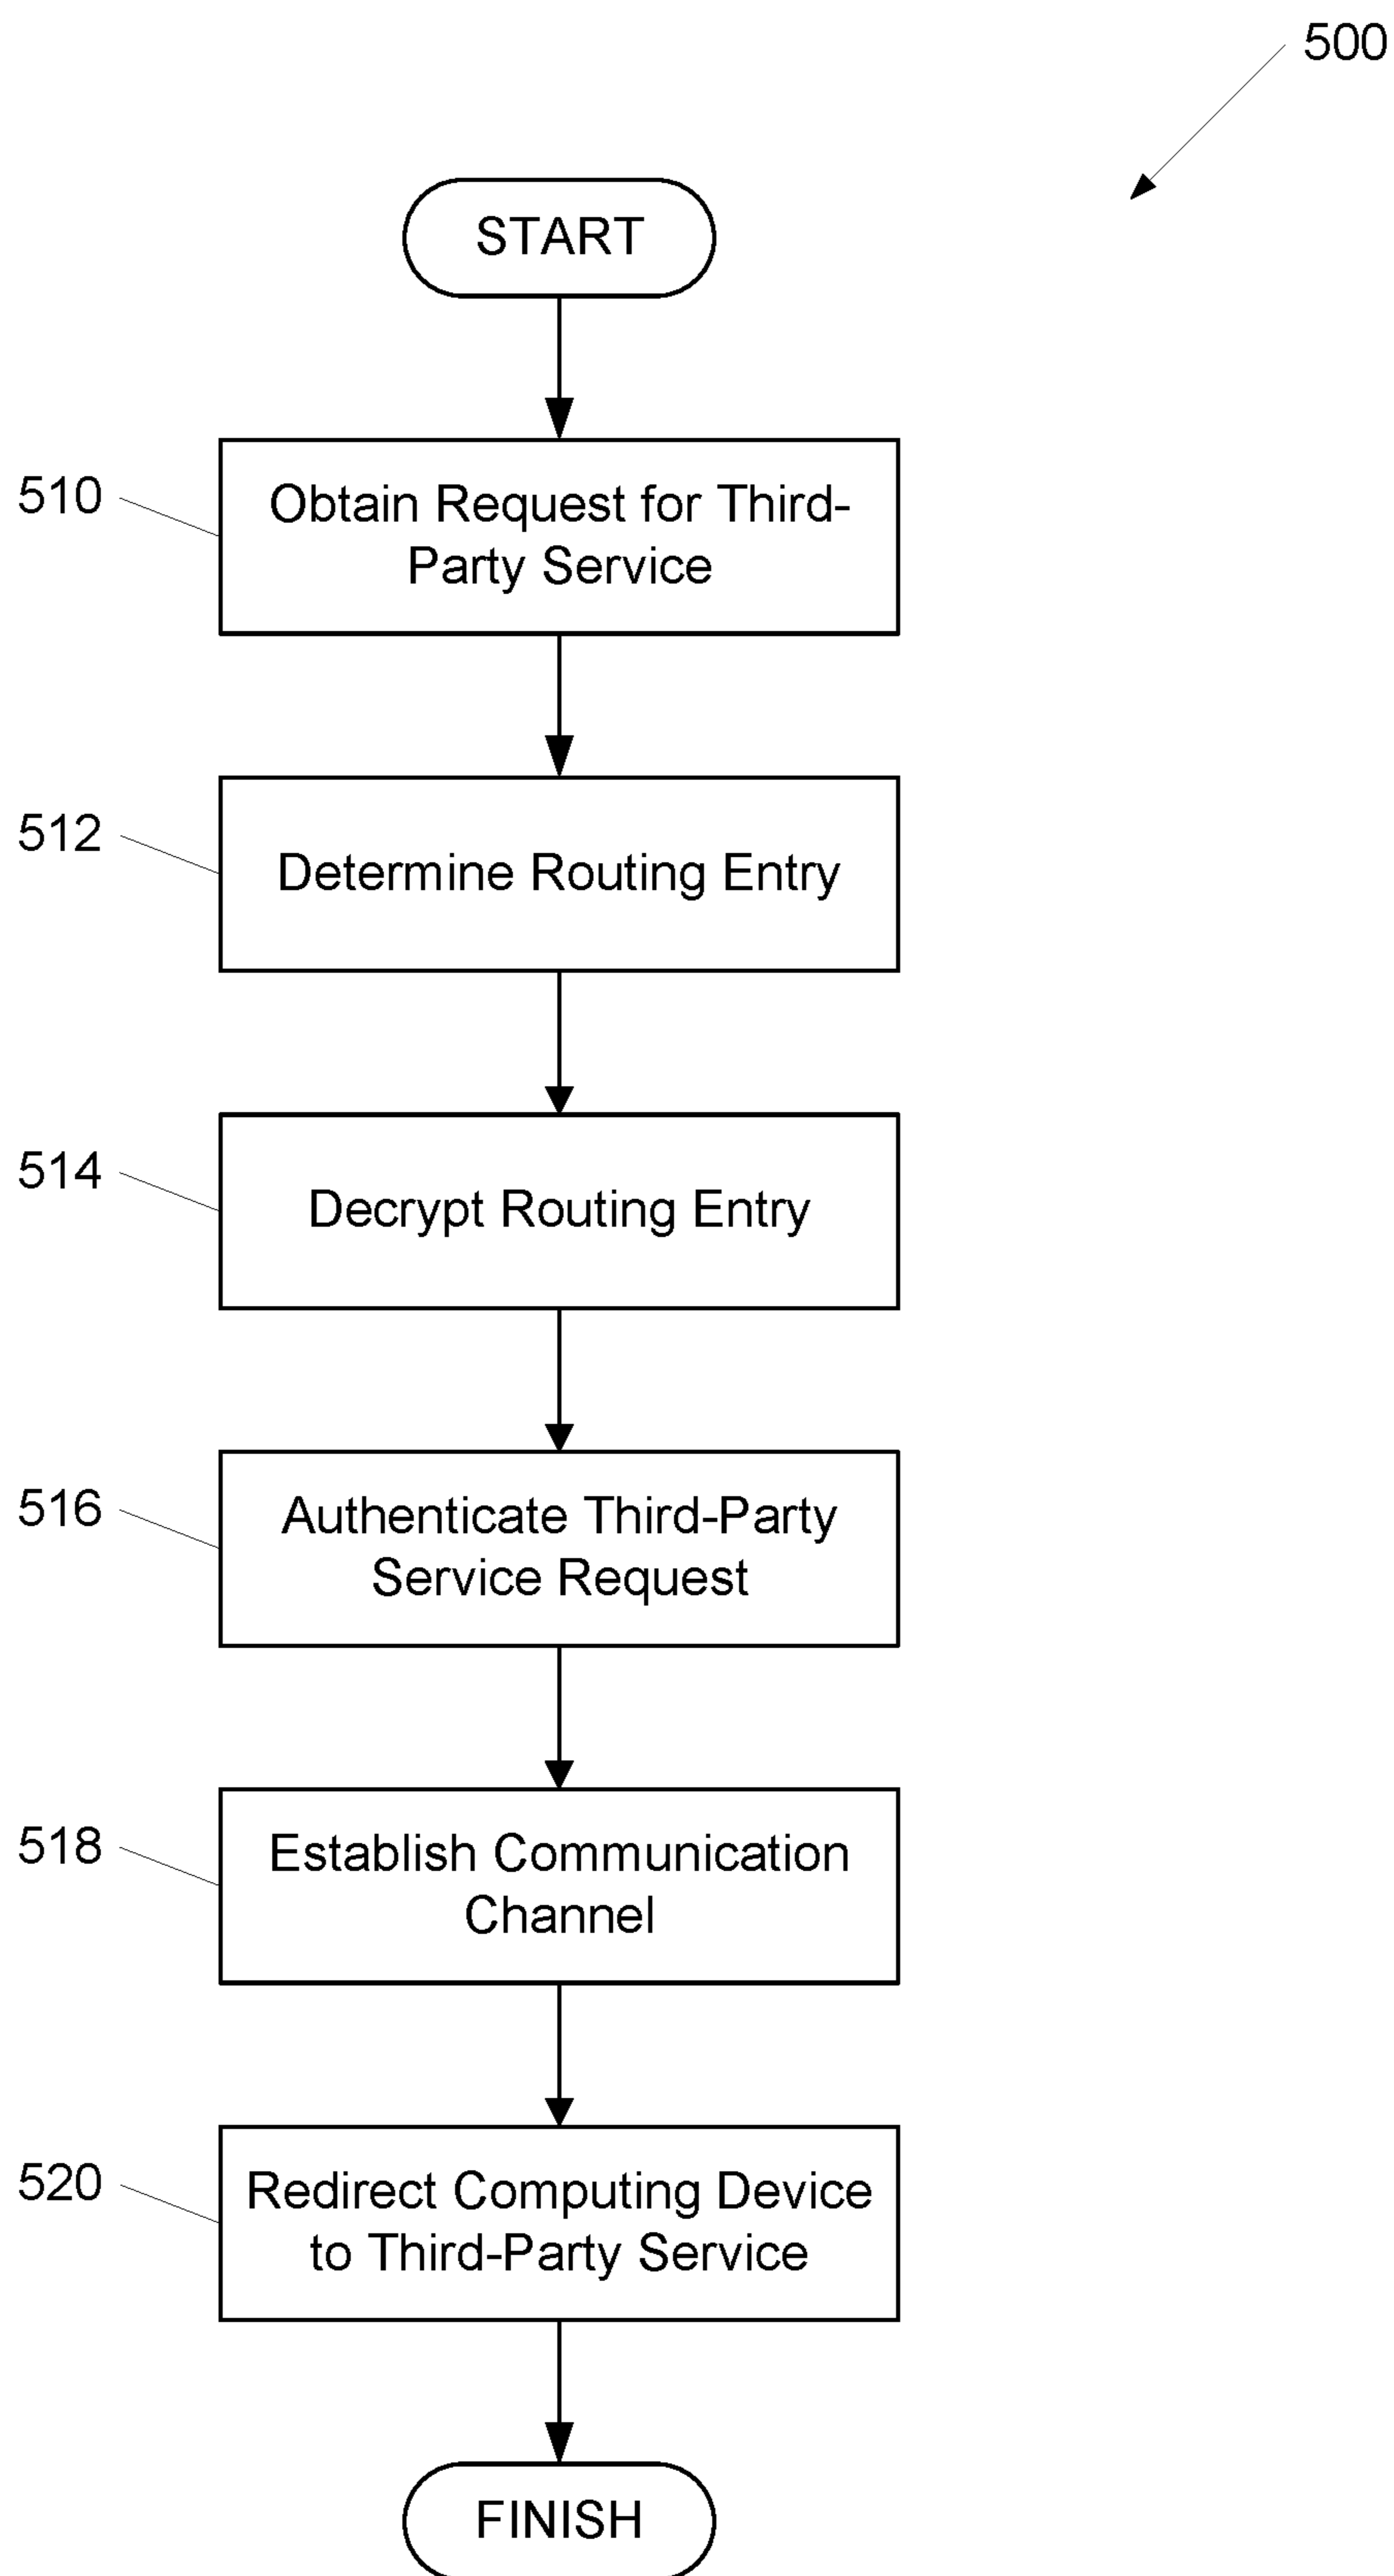 500
START
510
Obtain Request for Third-
Party Service
512
Determine Routing Entry
514
Decrypt Routing Entry
516
Authenticate Third-Party
Service Request
518
Establish Communication
Channel
520
Redirect Computing Device
to Third-Party Service
FINISH